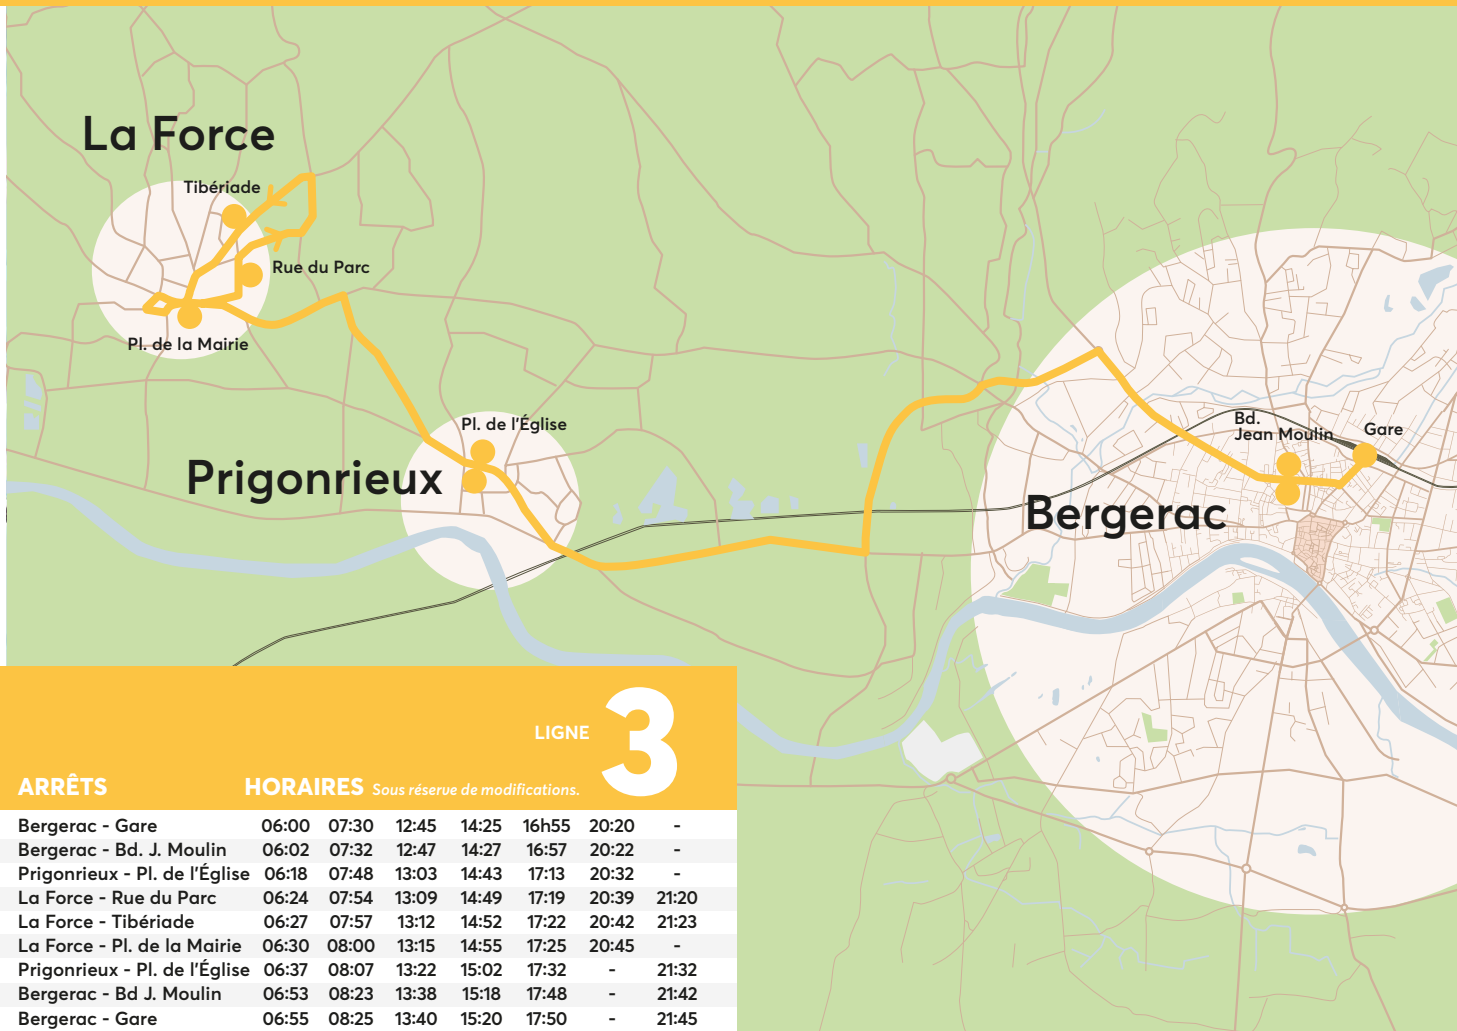 La Force
Tibériade
Rue du Parc
Pl. de la Mairie
Pl. de l'Église
Prigonrieux
Bd.
Jean Moulin
Gare
Bergerac
LIGNE 3
ARRÊTS HORAIRES Sous réserve de modifications.
Bergerac - Gare 06:00 07:30 12:45 14:25 16h55 20:20 -
Bergerac - Bd. J. Moulin 06:02 07:32 12:47 14:27 16:57 20:22 -
Prigonrieux - Pl. de l'Église 06:18 07:48 13:03 14:43 17:13 20:32 -
La Force - Rue du Parc 06:24 07:54 13:09 14:49 17:19 20:39 21:20
La Force - Tibériade 06:27 07:57 13:12 14:52 17:22 20:42 21:23
La Force - Pl. de la Mairie 06:30 08:00 13:15 14:55 17:25 20:45 -
Prigonrieux - Pl. de l'Église 06:37 08:07 13:22 15:02 17:32 - 21:32
Bergerac - Bd J. Moulin 06:53 08:23 13:38 15:18 17:48 - 21:42
Bergerac - Gare 06:55 08:25 13:40 15:20 17:50 - 21:45